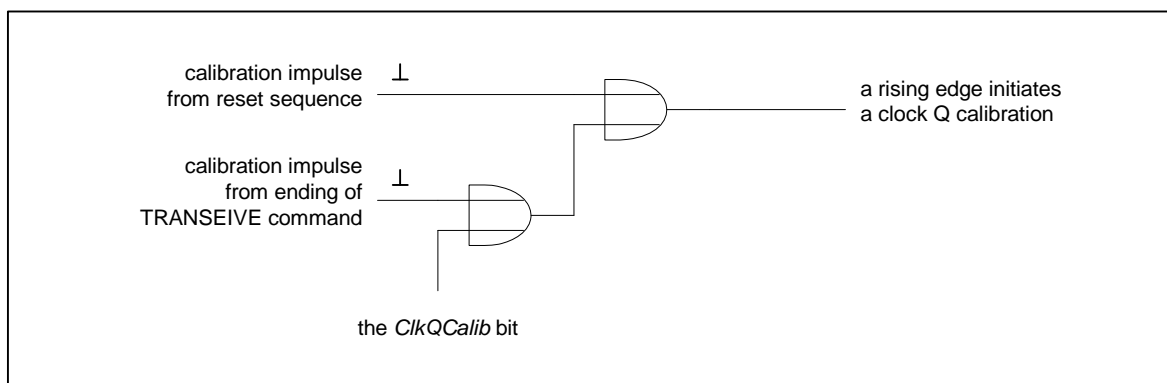 calibration impulse
from reset sequence
a rising edge initiates
a clock Q calibration
calibration impulse
from ending of
TRANSEIVE command
the ClkQCalib bit